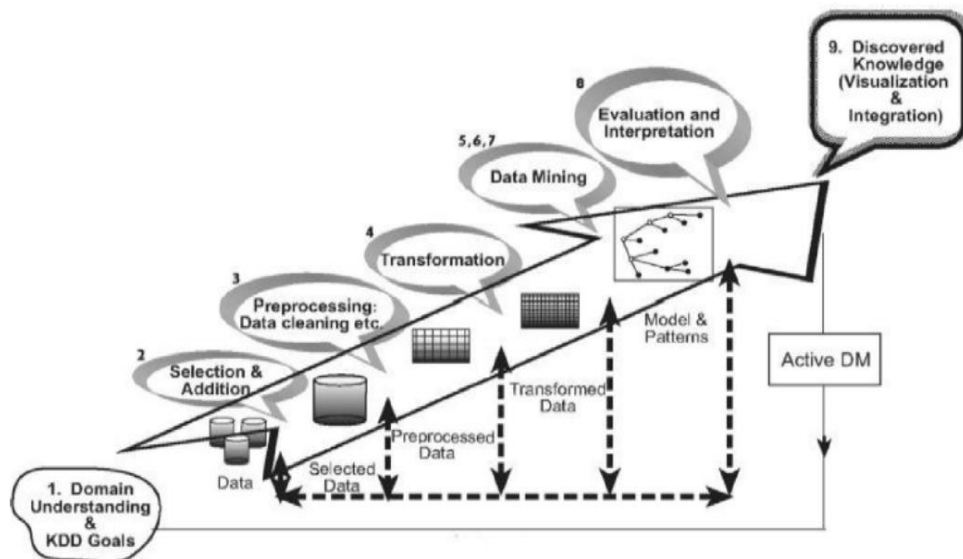 9. Discovered
Knowledge
(Visualization
&
Integration)
8
Evaluation and
Interpretation
5, 6, 7
Data Mining
4
Transformation
3
Preprocessing:
Data cleaning etc.
2
Selection &
Addition
Model &
Patterns
Active DM
Transformed
Data
Preprocessed
Data
Selected
Data
Data
1. Domain
Understanding
&
KDD Goals